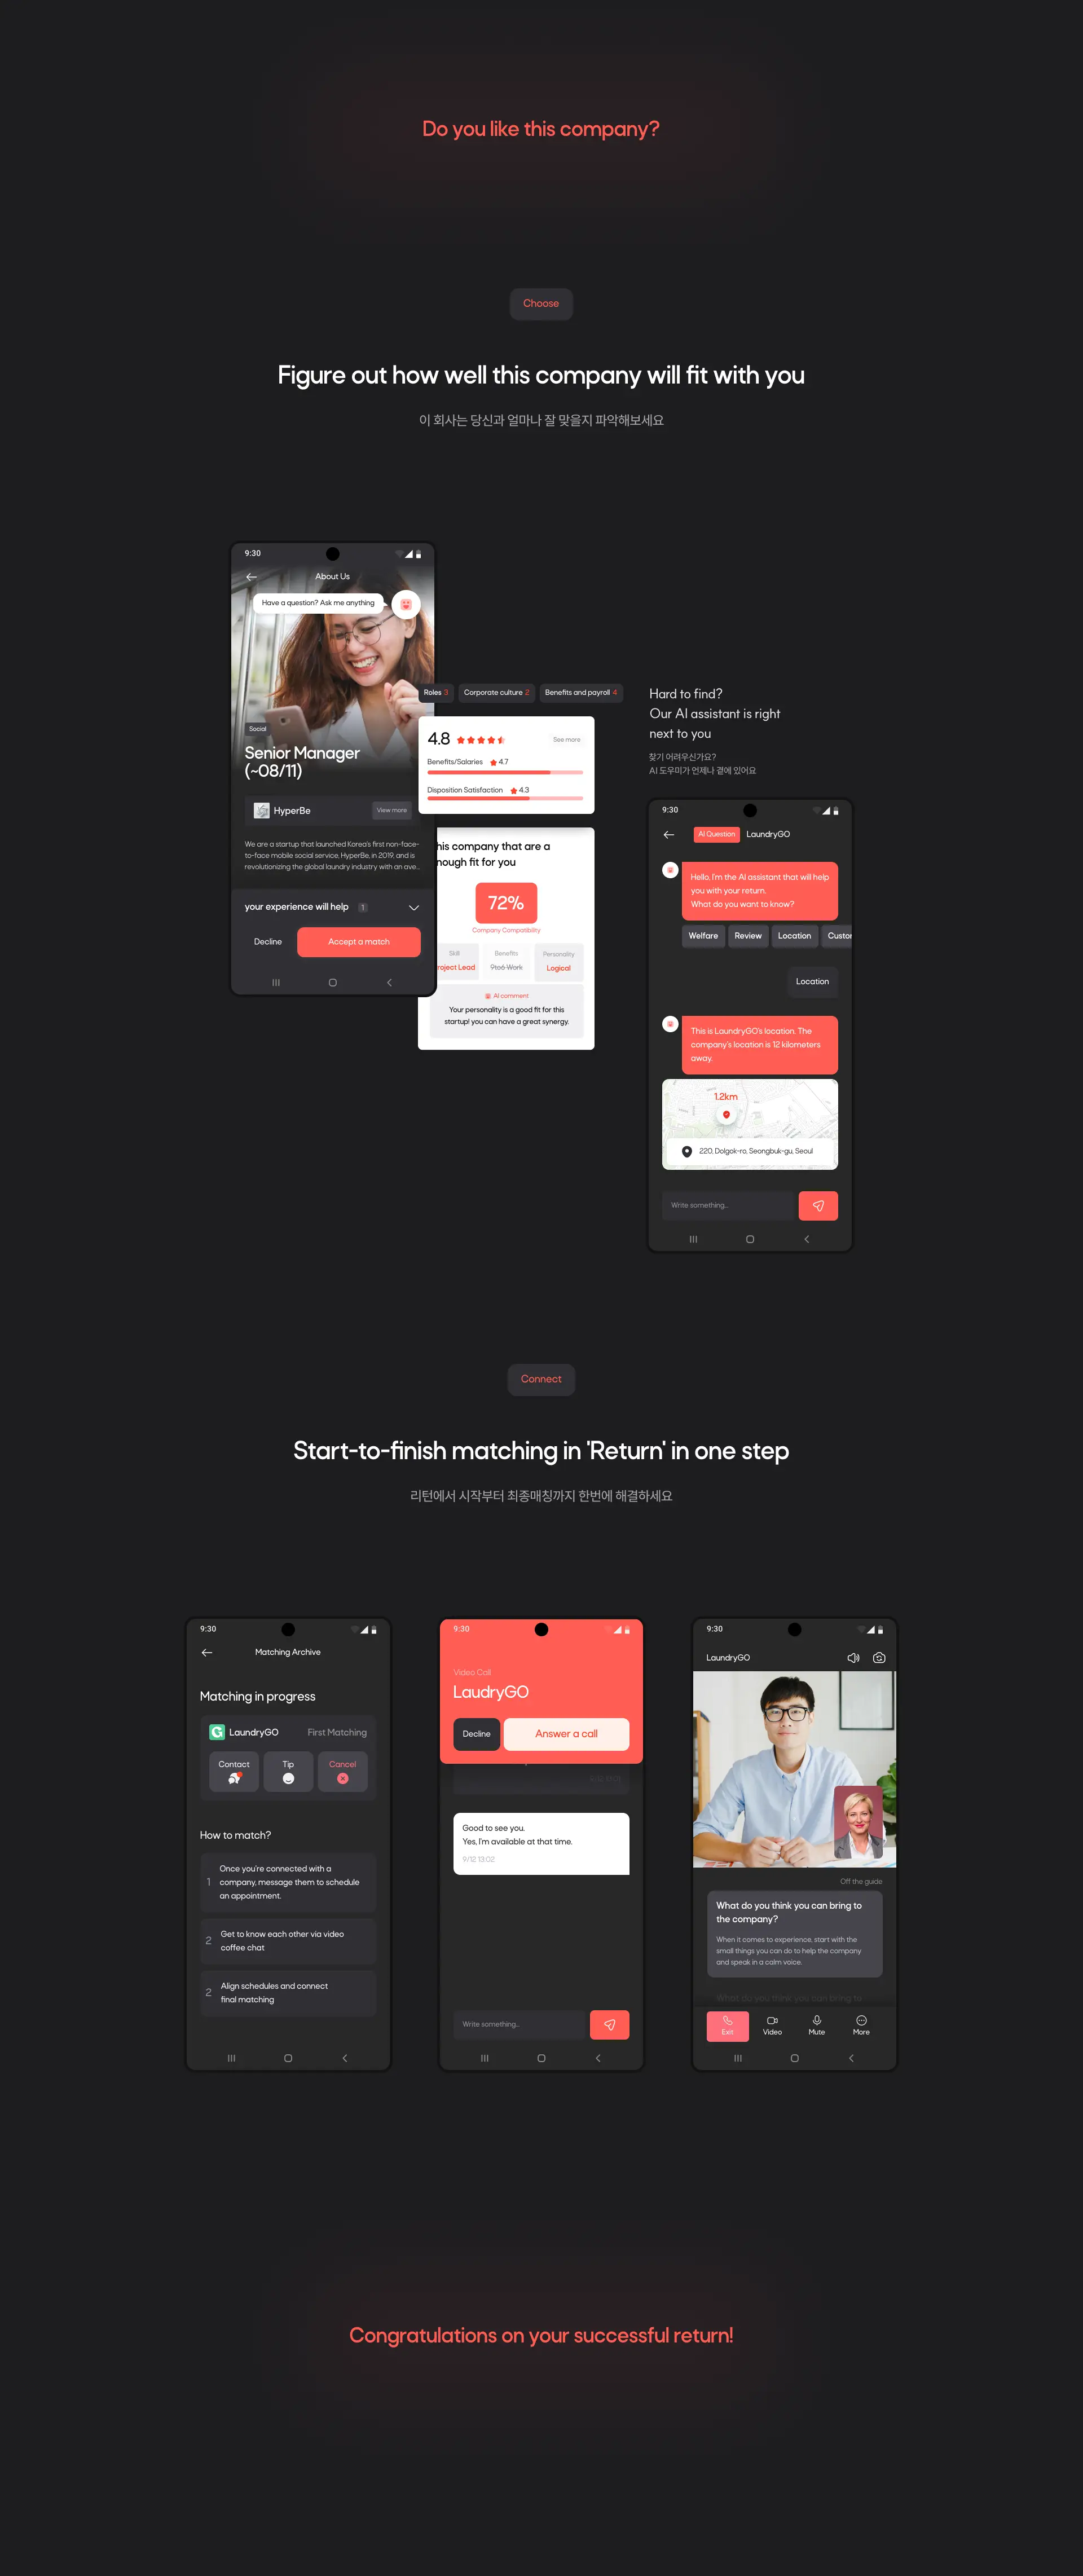 Do you like this company?
Choose
Figure out how well this company will fit with you
이 회사는 당신과 얼마나 잘 맞을지 파악해보세요
9:30
About Us
Have a question? Ask me anything
Social
Senior Manager
(~08/11)
HyperBe
View more
We are a startup that launched Korea's first non-face-
to-face mobile social service, HyperBe, in 2019, and is
revolutionizing the global laundry industry with an ave...
your experience will help 1
Decline
Accept a match
Roles 3
Corporate culture 2
Benefits and payroll 4
4.8
See more
Benefits/Salaries 4.7
Disposition Satisfaction 4.3
his company that are a
nough fit for you
72%
Company Compatibility
Skill
roject Lead
Benefits
9to6 Work
Personality
Logical
AI comment
Your personality is a good fit for this
startup! you can have a great synergy.
Hard to find?
Our AI assistant is right
next to you
찾기 어려우신가요?
AI 도우미가 언제나 곁에 있어요
9:30
AI Question
LaundryGO
Hello, I'm the AI assistant that will help
you with your return.
What do you want to know?
Welfare
Review
Location
Custor
Location
This is LaundryGO's location. The
company's location is 12 kilometers
away.
1.2km
220, Dolgok-ro, Seongbuk-gu, Seoul
Write something...
Connect
Start-to-finish matching in 'Return' in one step
리턴에서 시작부터 최종매칭까지 한번에 해결하세요
9:30
Matching Archive
Matching in progress
LaundryGO
First Matching
Contact
Tip
Cancel
How to match?
1
Once you're connected with a
company, message them to schedule
an appointment.
2
Get to know each other via video
coffee chat
2
Align schedules and connect
final matching
9:30
Video Call
LaudryGO
Decline
Answer a call
Good to see you.
Yes, I'm available at that time.
9/12 13:02
Write something...
9:30
LaundryGO
Off the guide
What do you think you can bring to
the company?
When it comes to experience, start with the
small things you can do to help the company
and speak in a calm voice.
What do you think you can bring to
Exit
Video
Mute
More
Congratulations on your successful return!